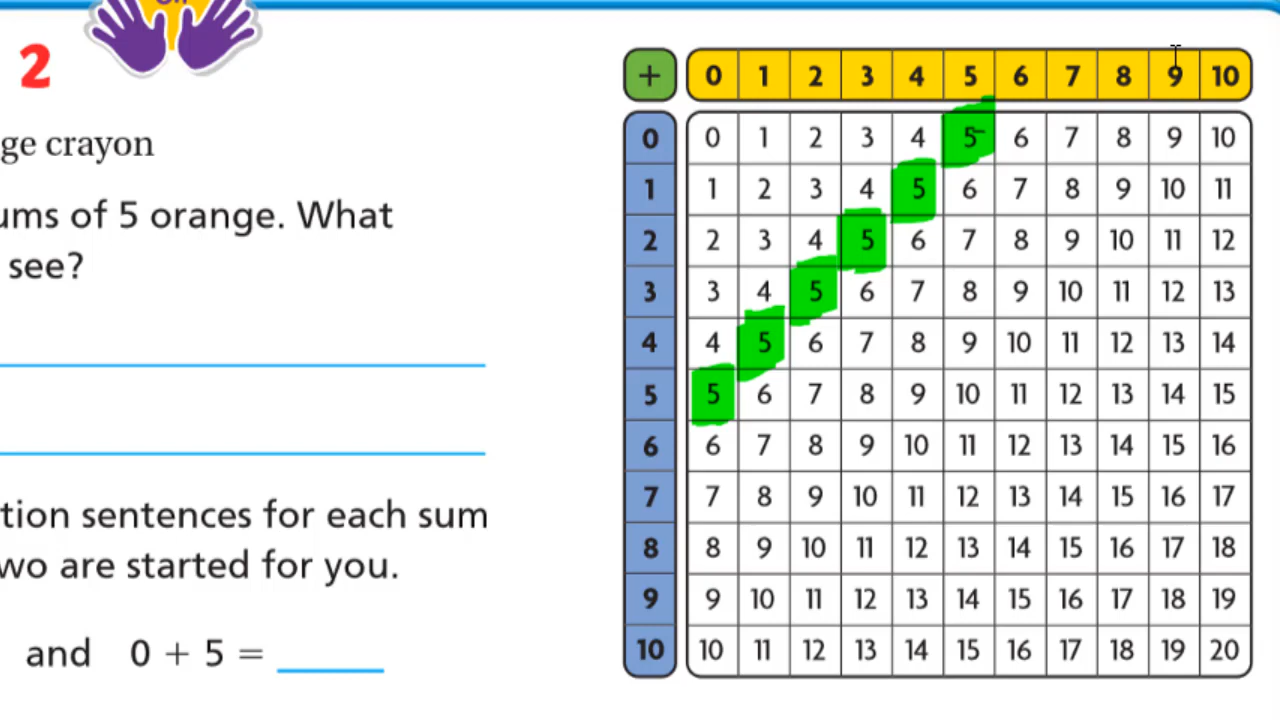 On
2
ge crayon
ums of 5 orange. What
see?
tion sentences for each sum
wo are started for you.
and 0 + 5 =
+ 0 1 2 3 4 5 6 7 8 9 10
0 0 1 2 3 4 5 6 7 8 9 10
1 1 2 3 4 5 6 7 8 9 10 11
2 2 3 4 5 6 7 8 9 10 11 12
3 3 4 5 6 7 8 9 10 11 12 13
4 4 5 6 7 8 9 10 11 12 13 14
5 5 6 7 8 9 10 11 12 13 14 15
6 6 7 8 9 10 11 12 13 14 15 16
7 7 8 9 10 11 12 13 14 15 16 17
8 8 9 10 11 12 13 14 15 16 17 18
9 9 10 11 12 13 14 15 16 17 18 19
10 10 11 12 13 14 15 16 17 18 19 20